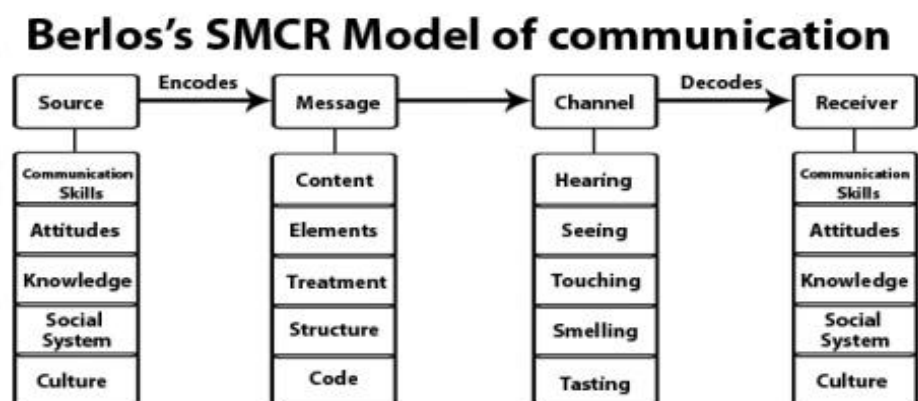 Berlos's SMCR Model of communication
Source
Encodes
Message
Channel
Decodes
Receiver
Communication
Skills
Attitudes
Knowledge
Social
System
Culture
Content
Elements
Treatment
Structure
Code
Hearing
Seeing
Touching
Smelling
Tasting
Communication
Skills
Attitudes
Knowledge
Social
System
Culture